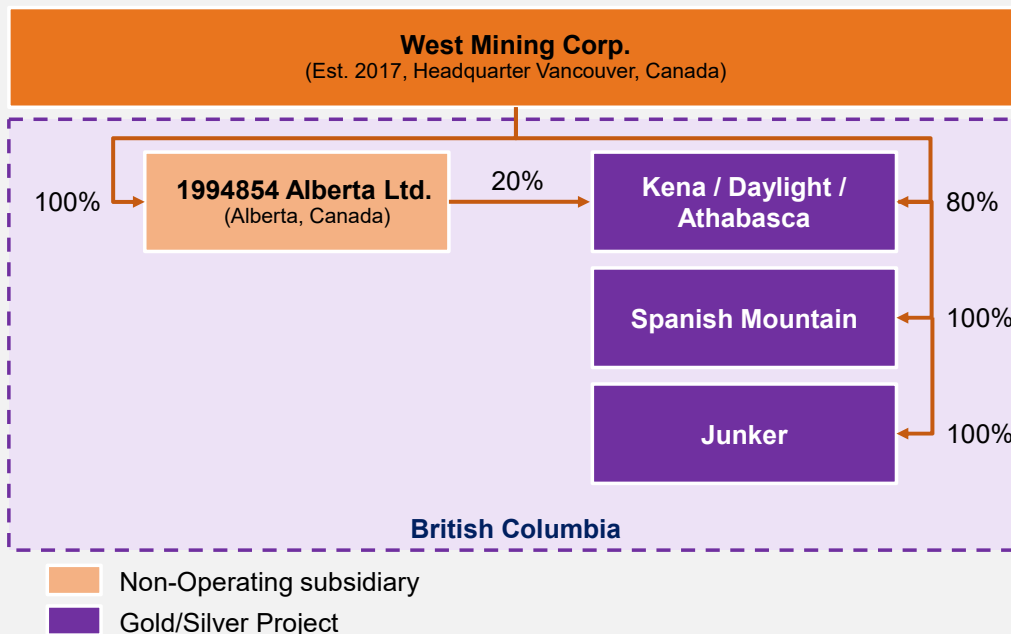 West Mining Corp.
(Est. 2017, Headquarter Vancouver, Canada)
100%
1994854 Alberta Ltd.
(Alberta, Canada)
20%
Kena / Daylight /
Athabasca
80%
Spanish Mountain
100%
Junker
100%
British Columbia
Non-Operating subsidiary
Gold/Silver Project